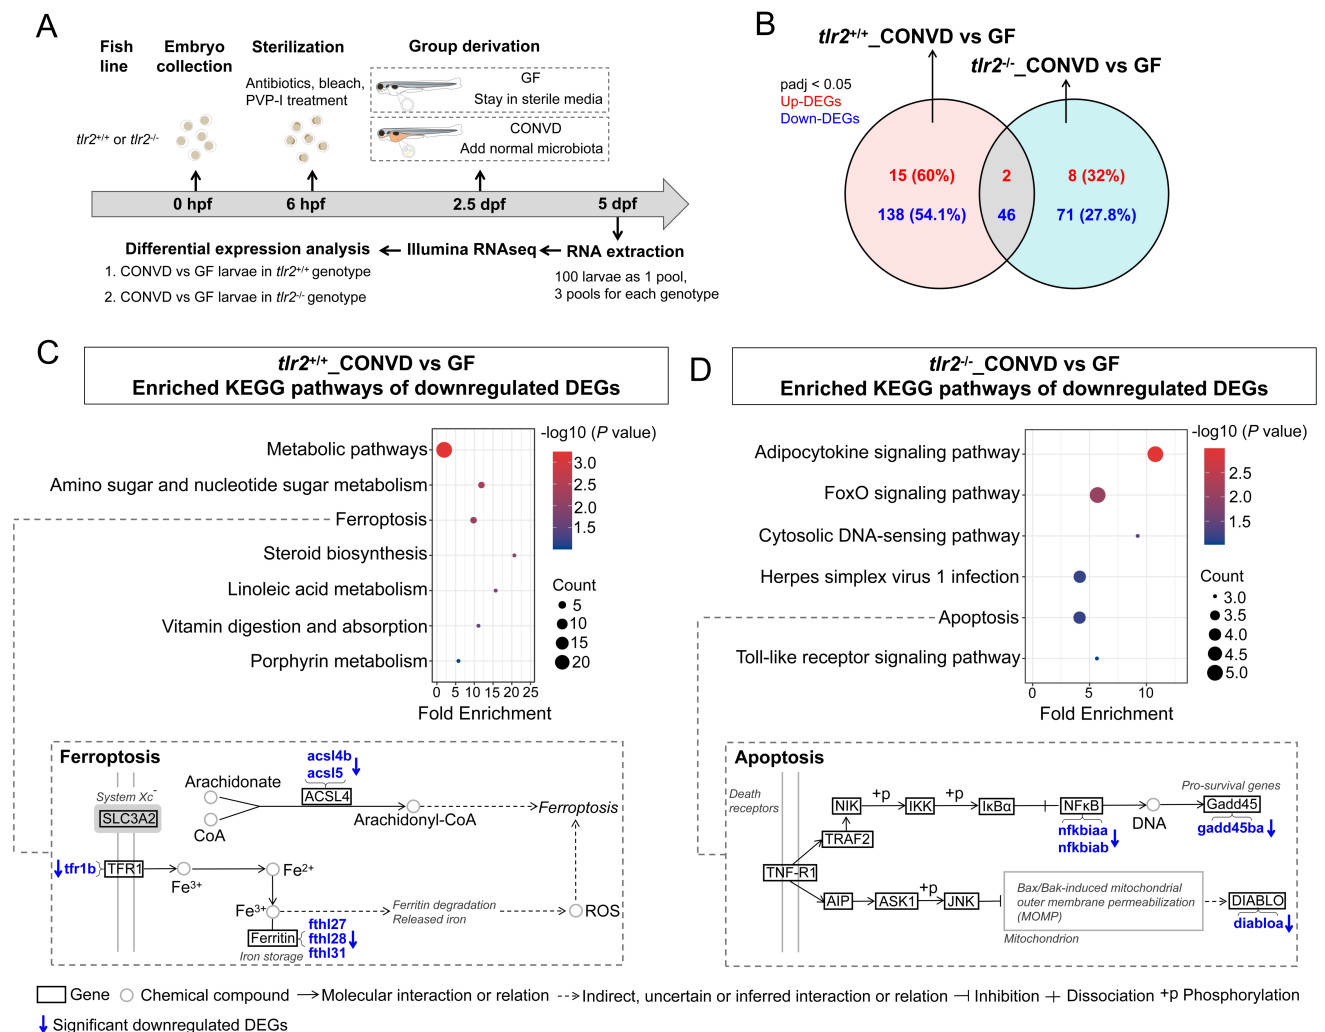 A
Fish line
Embryo collection
Sterilization
Group derivation
Antibiotics, bleach,
PVP-I treatment
GF
Stay in sterile media
CONVD
Add normal microbiota
tlr2+/+ or tlr2-/-
0 hpf
6 hpf
2.5 dpf
5 dpf
Differential expression analysis
Illumina RNAseq
RNA extraction
1. CONVD vs GF larvae in tlr2+/+ genotype
2. CONVD vs GF larvae in tlr2-/- genotype
100 larvae as 1 pool,
3 pools for each genotype
B
tlr2+/+_CONVD vs GF
tlr2-/-_CONVD vs GF
padj < 0.05
Up-DEGs
Down-DEGs
15 (60%)
2
8 (32%)
138 (54.1%)
46
71 (27.8%)
C
tlr2+/+_CONVD vs GF
Enriched KEGG pathways of downregulated DEGs
Metabolic pathways
Amino sugar and nucleotide sugar metabolism
Ferroptosis
Steroid biosynthesis
Linoleic acid metabolism
Vitamin digestion and absorption
Porphyrin metabolism
0 5 10 15 20 25
Fold Enrichment
-log10 (P value)
3.0
2.5
2.0
1.5
Count
5
10
15
20
Ferroptosis
System Xc-
SLC3A2
Arachidonate
CoA
acsl4b
acsl5
ACSL4
Arachidonyl-CoA
Ferroptosis
tfr1b
TFR1
Fe3+
Fe2+
Fe3+
Ferritin degradation
Released iron
ROS
Ferritin
Iron storage
fthl27
fthl28
fthl31
D
tlr2-/-_CONVD vs GF
Enriched KEGG pathways of downregulated DEGs
Adipocytokine signaling pathway
FoxO signaling pathway
Cytosolic DNA-sensing pathway
Herpes simplex virus 1 infection
Apoptosis
Toll-like receptor signaling pathway
0 5 10
Fold Enrichment
-log10 (P value)
2.5
2.0
1.5
Count
3.0
3.5
4.0
4.5
5.0
Apoptosis
Death
receptors
Pro-survival genes
NIK
+p
IKK
+p
IκBα
NFκB
DNA
Gadd45
TRAF2
nfkbiaa
nfkbiab
gadd45ba
TNF-R1
AIP
ASK1
+p
JNK
Bax/Bak-induced mitochondrial
outer membrane permeabilization
(MOMP)
Mitochondrion
DIABLO
diabloa
Gene
Chemical compound
Molecular interaction or relation
Indirect, uncertain or inferred interaction or relation
Inhibition
Dissociation
+p Phosphorylation
Significant downregulated DEGs